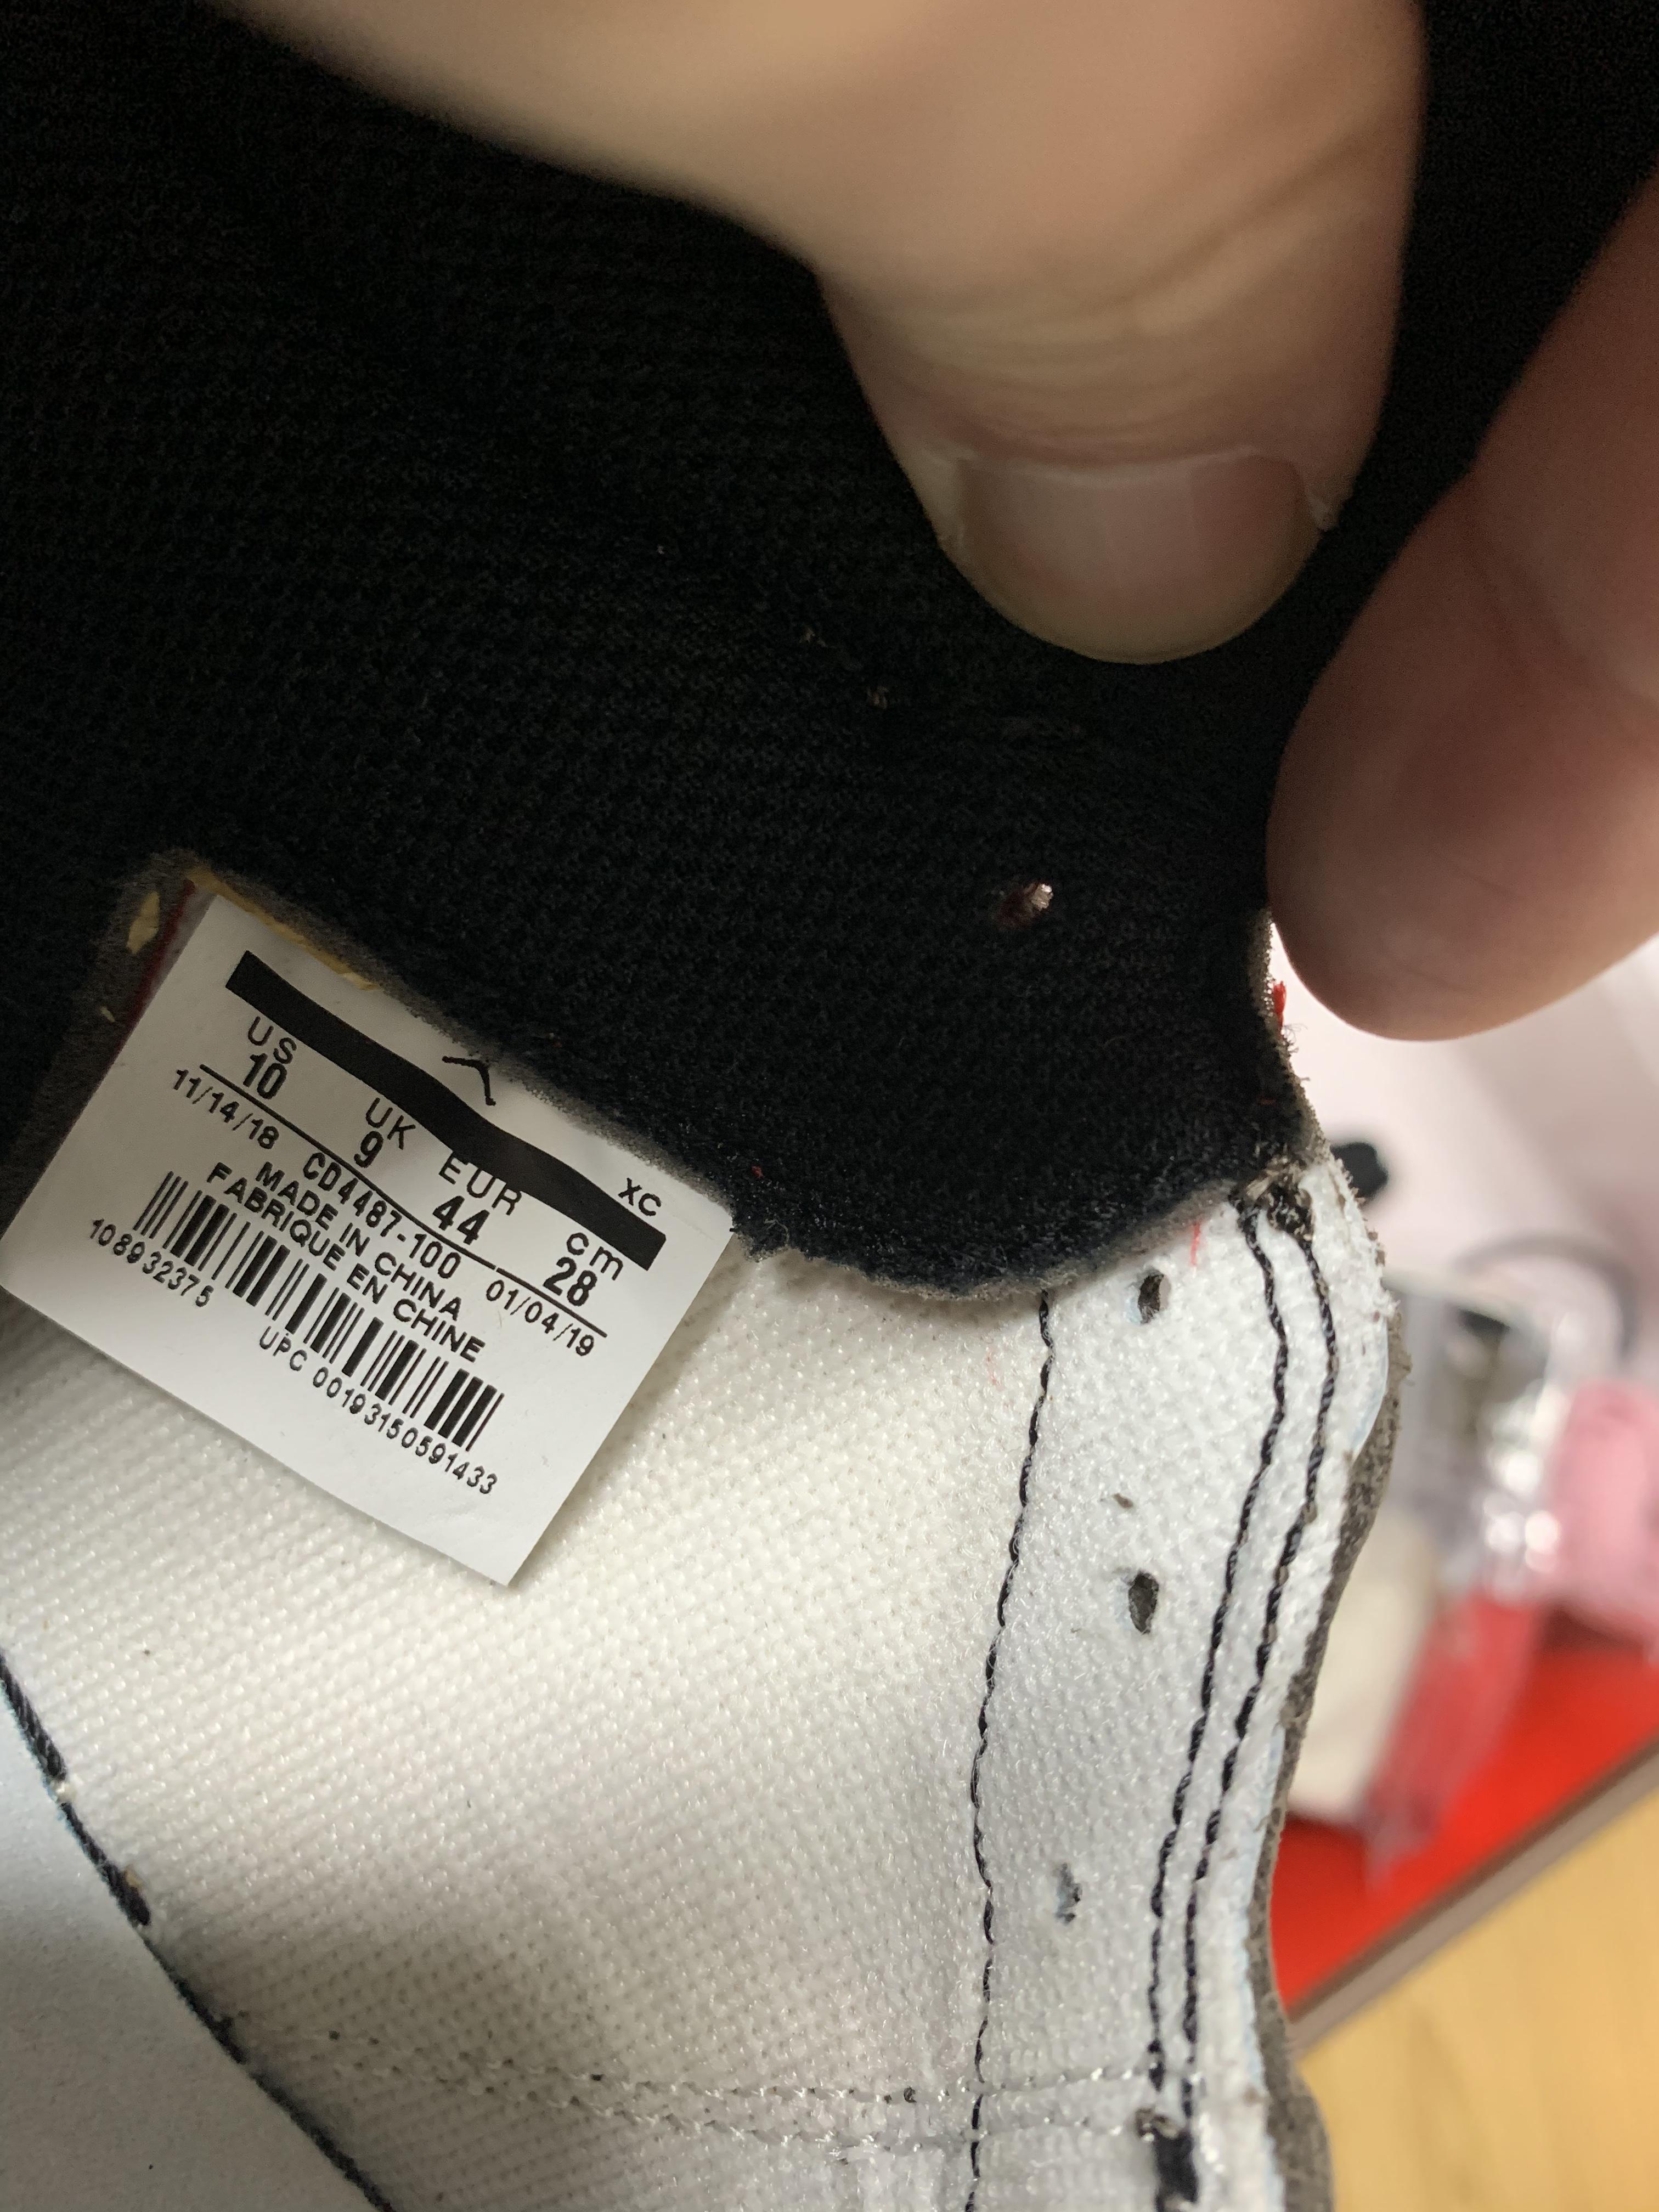 XC
US UK EUR cm
10 9 44 28
11/14/18 CD4487-100 01/04/19
MADE IN CHINA
FABRIQUE EN CHINE
108932375
UPC 00193150591433